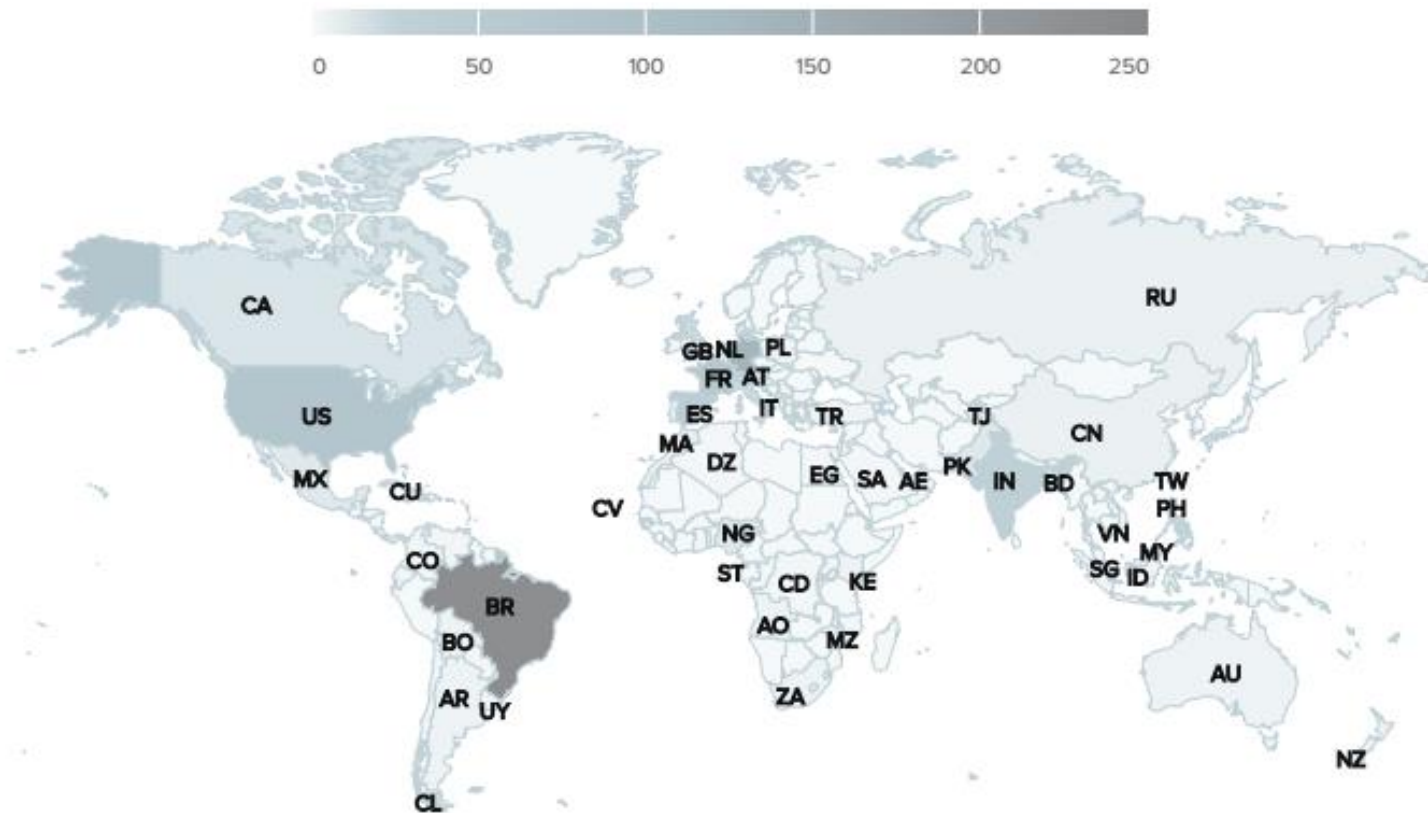 0 50 100 150 200 250
CA RU
GB NL PL
FR AT
US ES IT TR TJ CN
MA DZ
MX CU EG SA AE PK IN BD TW
CV PH
NG VN
CO ST CD KE MY
SG ID
BR
BO AO MZ
AR UY ZA AU
NZ
CL